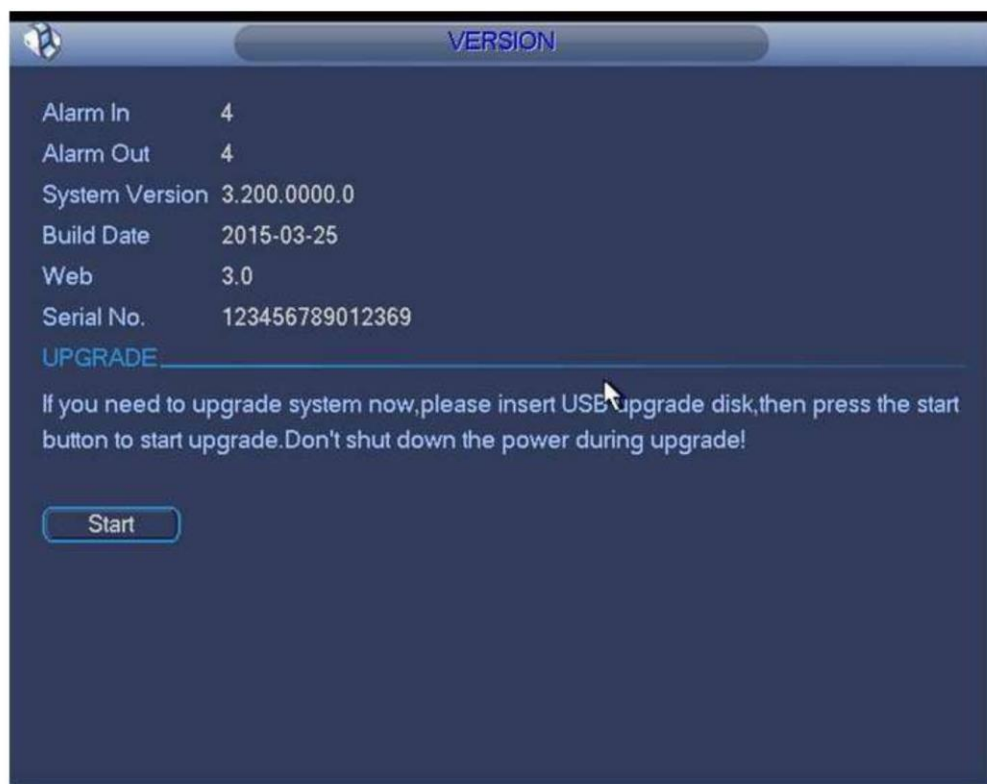 VERSION
Alarm In 4
Alarm Out 4
System Version 3.200.0000.0
Build Date 2015-03-25
Web 3.0
Serial No. 123456789012369
UPGRADE
If you need to upgrade system now,please insert USB upgrade disk,then press the start
button to start upgrade.Don't shut down the power during upgrade!
Start